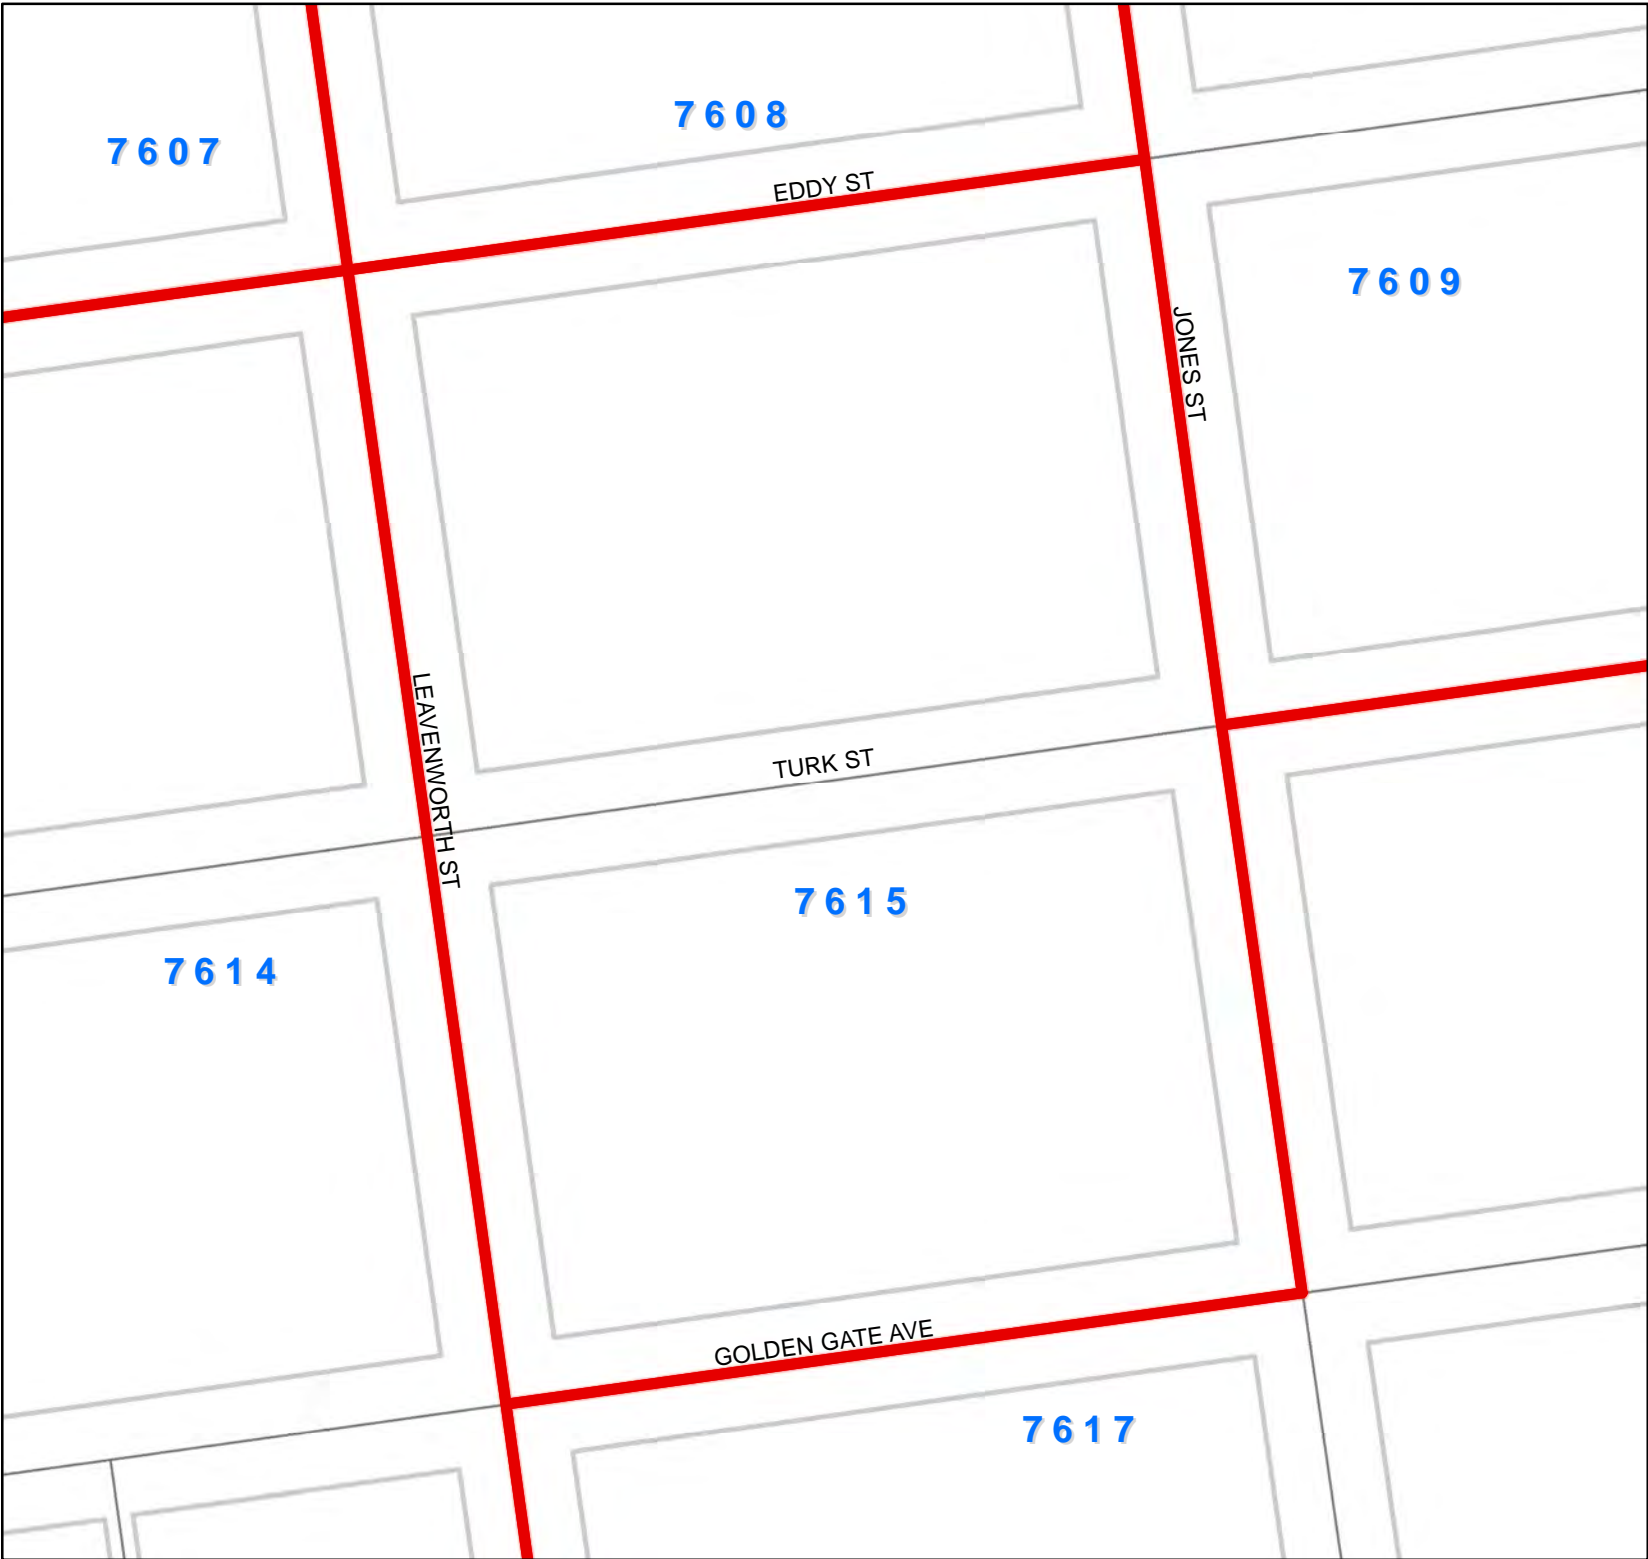 7608
7607
EDDY ST
7609
JONES ST
LEAVENWORTH ST
TURK ST
7615
7614
GOLDEN GATE AVE
7617